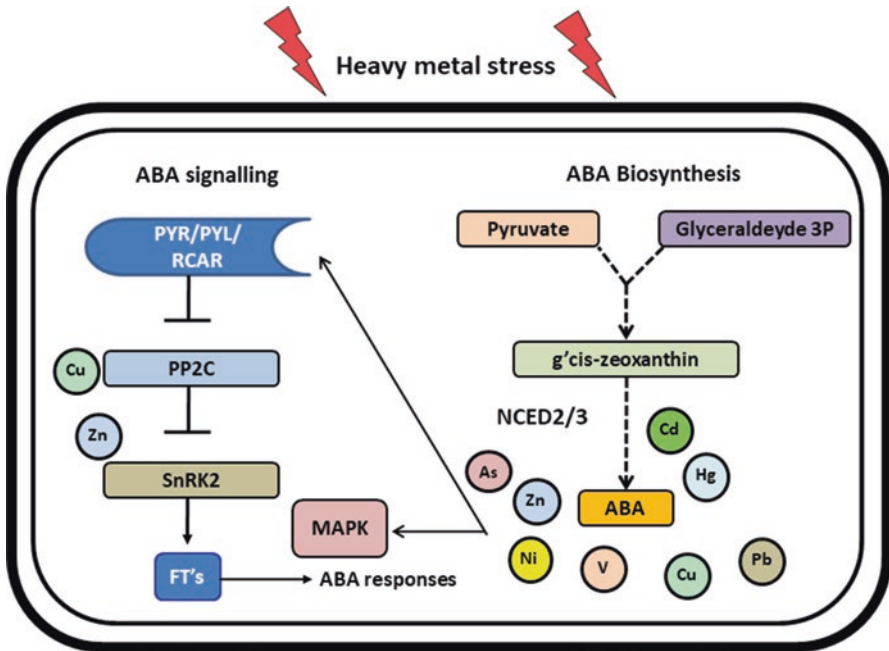 Heavy metal stress
ABA signalling
PYR/PYL/
RCAR
PP2C
Cu
Zn
SnRK2
FT's
ABA responses
MAPK
ABA Biosynthesis
Pyruvate
Glyceraldeyde 3P
g'cis-zeoxanthin
NCED2/3
Cd
As
Hg
Zn
ABA
Ni
V
Cu
Pb